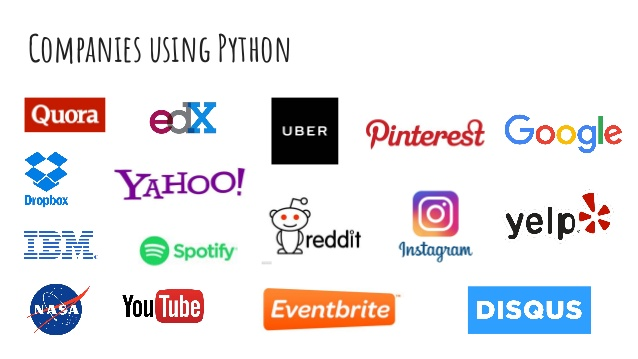 Companies using Python
Quora
edX
UBER
Pinterest
Google
Dropbox
YAHOO!
reddit
Instagram
yelp
IBM
Spotify
NASA
YouTube
Eventbrite
DISQUS